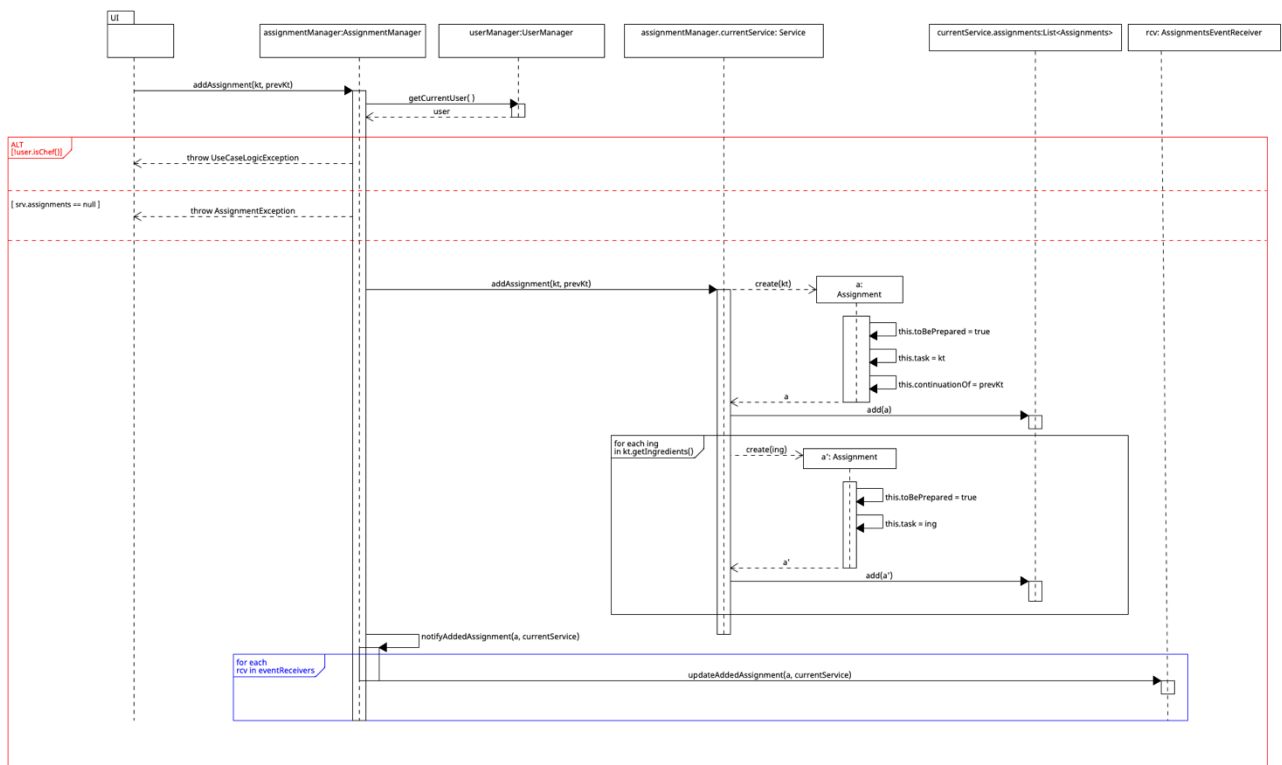 UI
assignmentManager:AssignmentManager
userManager:UserManager
assignmentManager.currentService: Service
currentService.assignments:List<Assignments>
rcv: AssignmentsEventReceiver
addAssignment(kt, prevKt)
getCurrentUser( )
user
ALT
[!user.isChef()]
throw UseCaseLogicException
[ srv.assignments == null ]
throw AssignmentException
addAssignment(kt, prevKt)
create(kt)
a:
Assignment
this.toBePrepared = true
this.task = kt
this.continuationOf = prevKt
a
add(a)
for each ing
in kt.getIngredients()
create(ing)
a': Assignment
this.toBePrepared = true
this.task = ing
a'
add(a')
notifyAddedAssignment(a, currentService)
for each
rcv in eventReceivers
updateAddedAssignment(a, currentService)